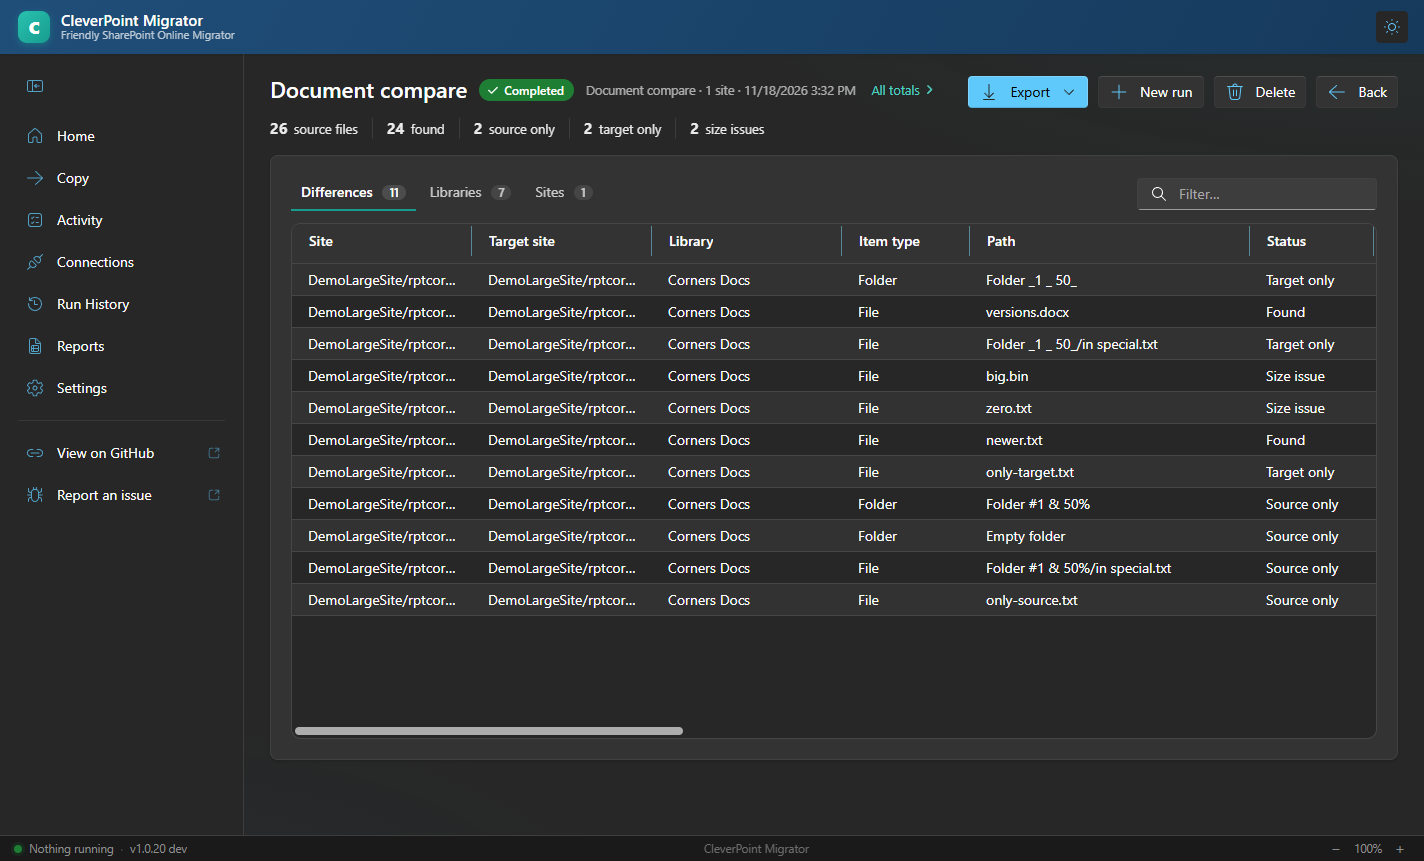 c
CleverPoint Migrator
Friendly SharePoint Online Migrator
Home
Copy
Activity
Connections
Run History
Reports
Settings
View on GitHub
Report an issue
Document compare
Completed
Document compare · 1 site · 11/18/2026 3:32 PM
All totals
Export
New run
Delete
Back
26 source files
24 found
2 source only
2 target only
2 size issues
Differences 11
Libraries 7
Sites 1
Filter...
Site Target site Library Item type Path Status
DemoLargeSite/rptcor... DemoLargeSite/rptcor... Corners Docs Folder Folder _1 _ 50_ Target only
DemoLargeSite/rptcor... DemoLargeSite/rptcor... Corners Docs File versions.docx Found
DemoLargeSite/rptcor... DemoLargeSite/rptcor... Corners Docs File Folder _1 _ 50_/in special.txt Target only
DemoLargeSite/rptcor... DemoLargeSite/rptcor... Corners Docs File big.bin Size issue
DemoLargeSite/rptcor... DemoLargeSite/rptcor... Corners Docs File zero.txt Size issue
DemoLargeSite/rptcor... DemoLargeSite/rptcor... Corners Docs File newer.txt Found
DemoLargeSite/rptcor... DemoLargeSite/rptcor... Corners Docs File only-target.txt Target only
DemoLargeSite/rptcor... DemoLargeSite/rptcor... Corners Docs Folder Folder #1 & 50% Source only
DemoLargeSite/rptcor... DemoLargeSite/rptcor... Corners Docs Folder Empty folder Source only
DemoLargeSite/rptcor... DemoLargeSite/rptcor... Corners Docs File Folder #1 & 50%/in special.txt Source only
DemoLargeSite/rptcor... DemoLargeSite/rptcor... Corners Docs File only-source.txt Source only
Nothing running · v1.0.20 dev
CleverPoint Migrator
− 100% +